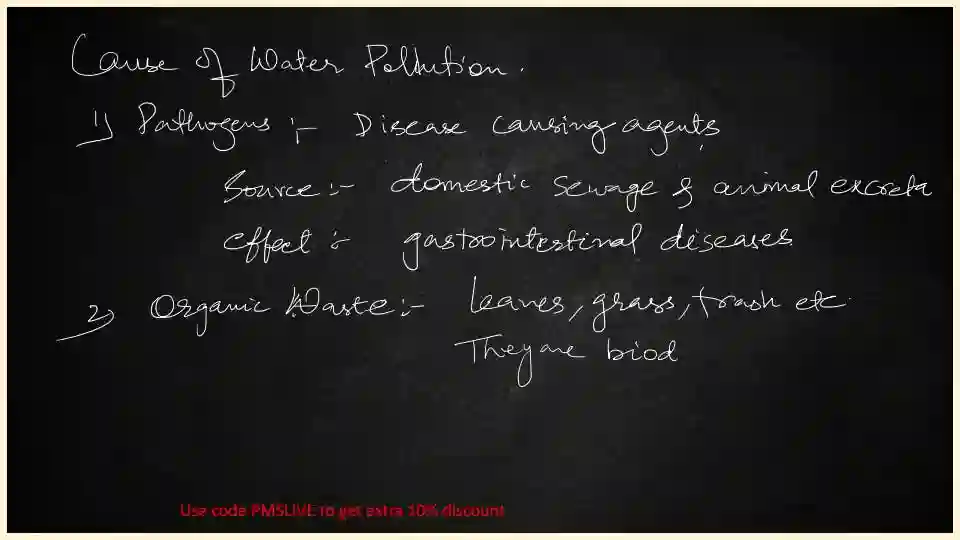 Cause of Water Pollution.
1) Pathogens :- Disease causing agents
Source :- domestic sewage & animal excreta
effect :- gastrointestinal diseases
2) Organic Waste :- leaves, grass, trash etc.
They are biod
Use code PMSLIVE to get extra 10% discount